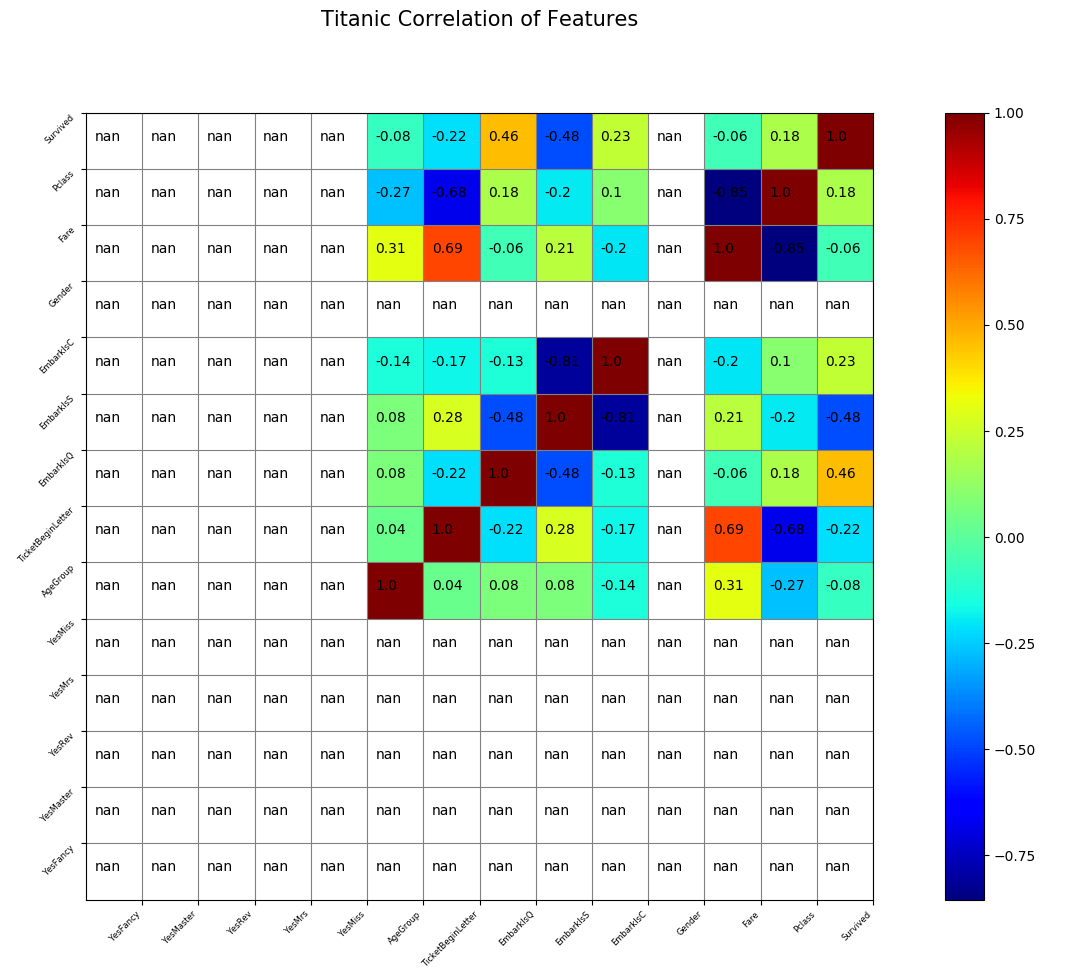 Titanic Correlation of Features
Survived nan nan nan nan nan -0.08 -0.22 0.46 -0.48 0.23 nan -0.06 0.18 1.0
Pclass nan nan nan nan nan -0.27 -0.68 0.18 -0.2 0.1 nan -0.85 1.0 0.18
Fare nan nan nan nan nan 0.31 0.69 -0.06 0.21 -0.2 nan 1.0 -0.85 -0.06
Gender nan nan nan nan nan nan nan nan nan nan nan nan nan nan
EmbarkIsC nan nan nan nan nan -0.14 -0.17 -0.13 -0.81 1.0 nan -0.2 0.1 0.23
EmbarkIsS nan nan nan nan nan 0.08 0.28 -0.48 1.0 -0.81 nan 0.21 -0.2 -0.48
EmbarkIsQ nan nan nan nan nan 0.08 -0.22 1.0 -0.48 -0.13 nan -0.06 0.18 0.46
TicketBeginLetter nan nan nan nan nan 0.04 1.0 -0.22 0.28 -0.17 nan 0.69 -0.68 -0.22
AgeGroup nan nan nan nan nan 1.0 0.04 0.08 0.08 -0.14 nan 0.31 -0.27 -0.08
YesMiss nan nan nan nan nan nan nan nan nan nan nan nan nan nan
YesMrs nan nan nan nan nan nan nan nan nan nan nan nan nan nan
YesRev nan nan nan nan nan nan nan nan nan nan nan nan nan nan
YesMaster nan nan nan nan nan nan nan nan nan nan nan nan nan nan
YesFancy nan nan nan nan nan nan nan nan nan nan nan nan nan nan
YesFancy YesMaster YesRev YesMrs YesMiss AgeGroup TicketBeginLetter EmbarkIsQ EmbarkIsS EmbarkIsC Gender Fare Pclass Survived
1.00
0.75
0.50
0.25
0.00
−0.25
−0.50
−0.75